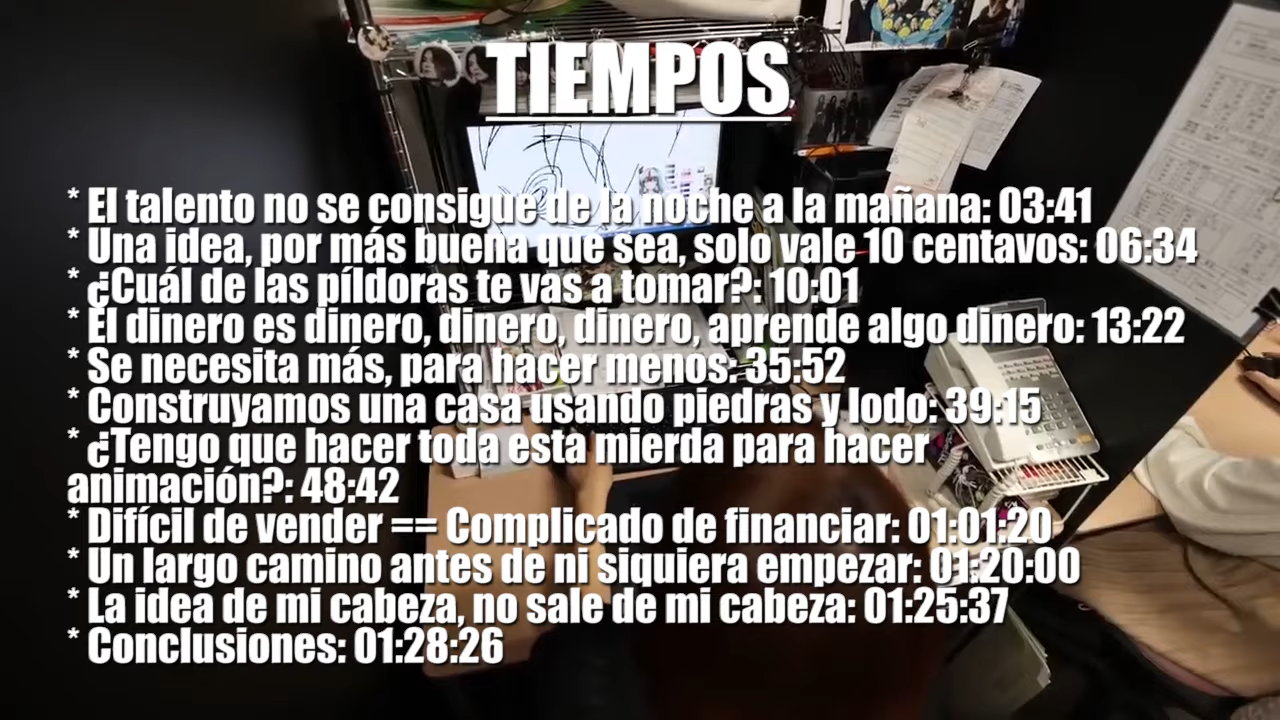 TIEMPOS
* El talento no se consigue de la noche a la mañana: 03:41
* Una idea, por más buena que sea, solo vale 10 centavos: 06:34
* ¿Cuál de las píldoras te vas a tomar?: 10:01
* El dinero es dinero, dinero, dinero, aprende algo dinero: 13:22
* Se necesita más, para hacer menos: 35:52
* Construyamos una casa usando piedras y lodo: 39:15
* ¿Tengo que hacer toda esta mierda para hacer
animación?: 48:42
* Difícil de vender == Complicado de financiar: 01:01:20
* Un largo camino antes de ni siquiera empezar: 01:20:00
* La idea de mi cabeza, no sale de mi cabeza: 01:25:37
* Conclusiones: 01:28:26